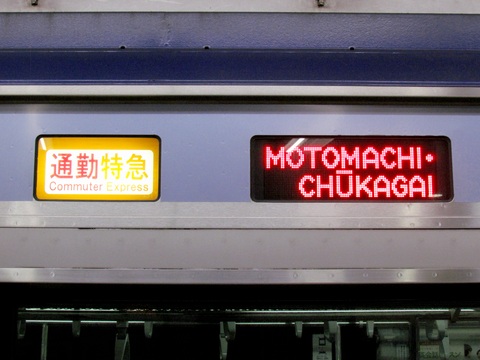 通勤特急
Commuter Express
MOTOMACHI・
CHŪKAGAI